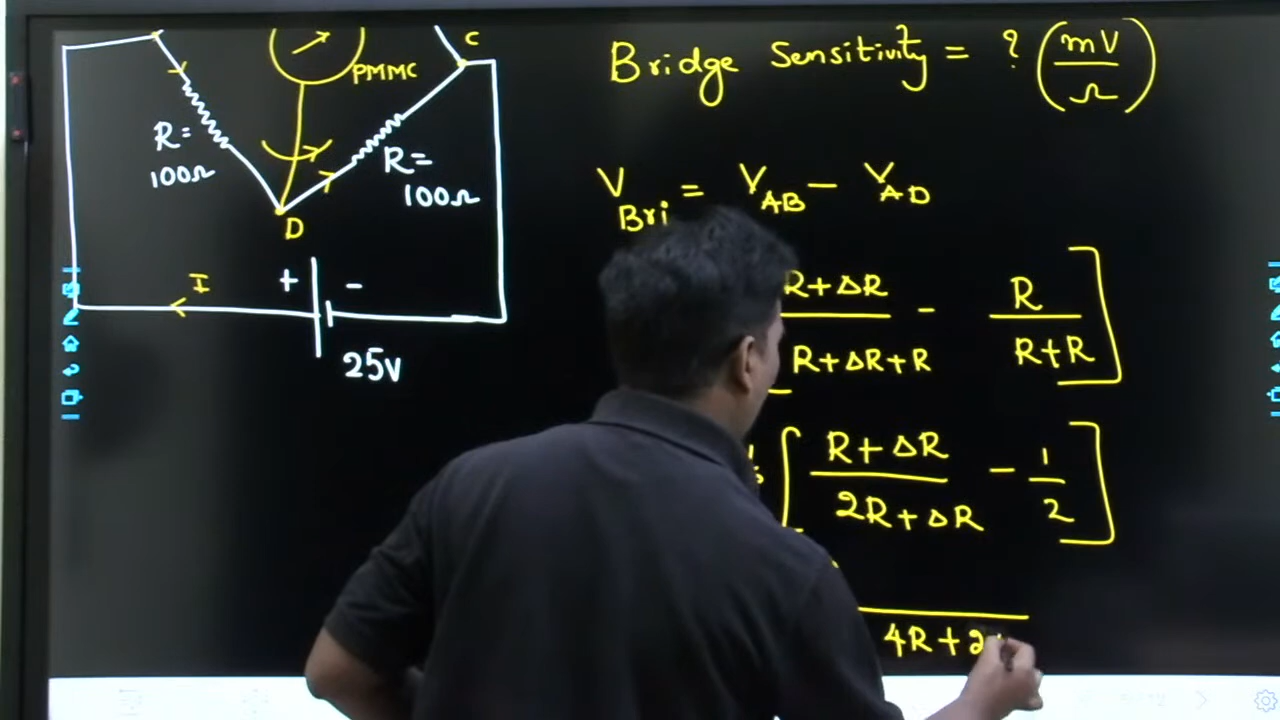 C
PMMC
R=
100Ω
R=
100Ω
D
I
+ -
25V
Bridge Sensitivity = ? (mV/Ω)
V_Bri = V_AB - V_AD
R+ΔR / R+ΔR+R - R / R+R ]
[ R+ΔR / 2R+ΔR - 1/2 ]
4R+2